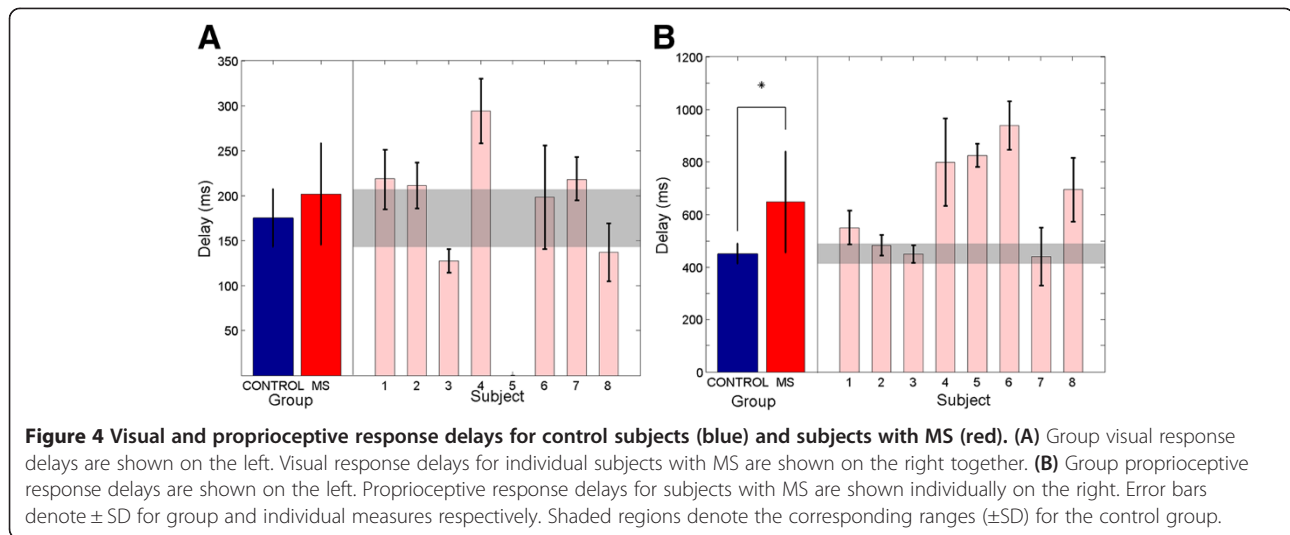 A
B
350
300
250
200
150
100
50
Delay (ms)
CONTROL MS
Group
1 2 3 4 5 6 7 8
Subject
1200
1000
800
600
400
200
0
Delay (ms)
*
CONTROL MS
Group
1 2 3 4 5 6 7 8
Subject
Figure 4 Visual and proprioceptive response delays for control subjects (blue) and subjects with MS (red). (A) Group visual response
delays are shown on the left. Visual response delays for individual subjects with MS are shown on the right together. (B) Group proprioceptive
response delays are shown on the left. Proprioceptive response delays for subjects with MS are shown individually on the right. Error bars
denote ± SD for group and individual measures respectively. Shaded regions denote the corresponding ranges (±SD) for the control group.